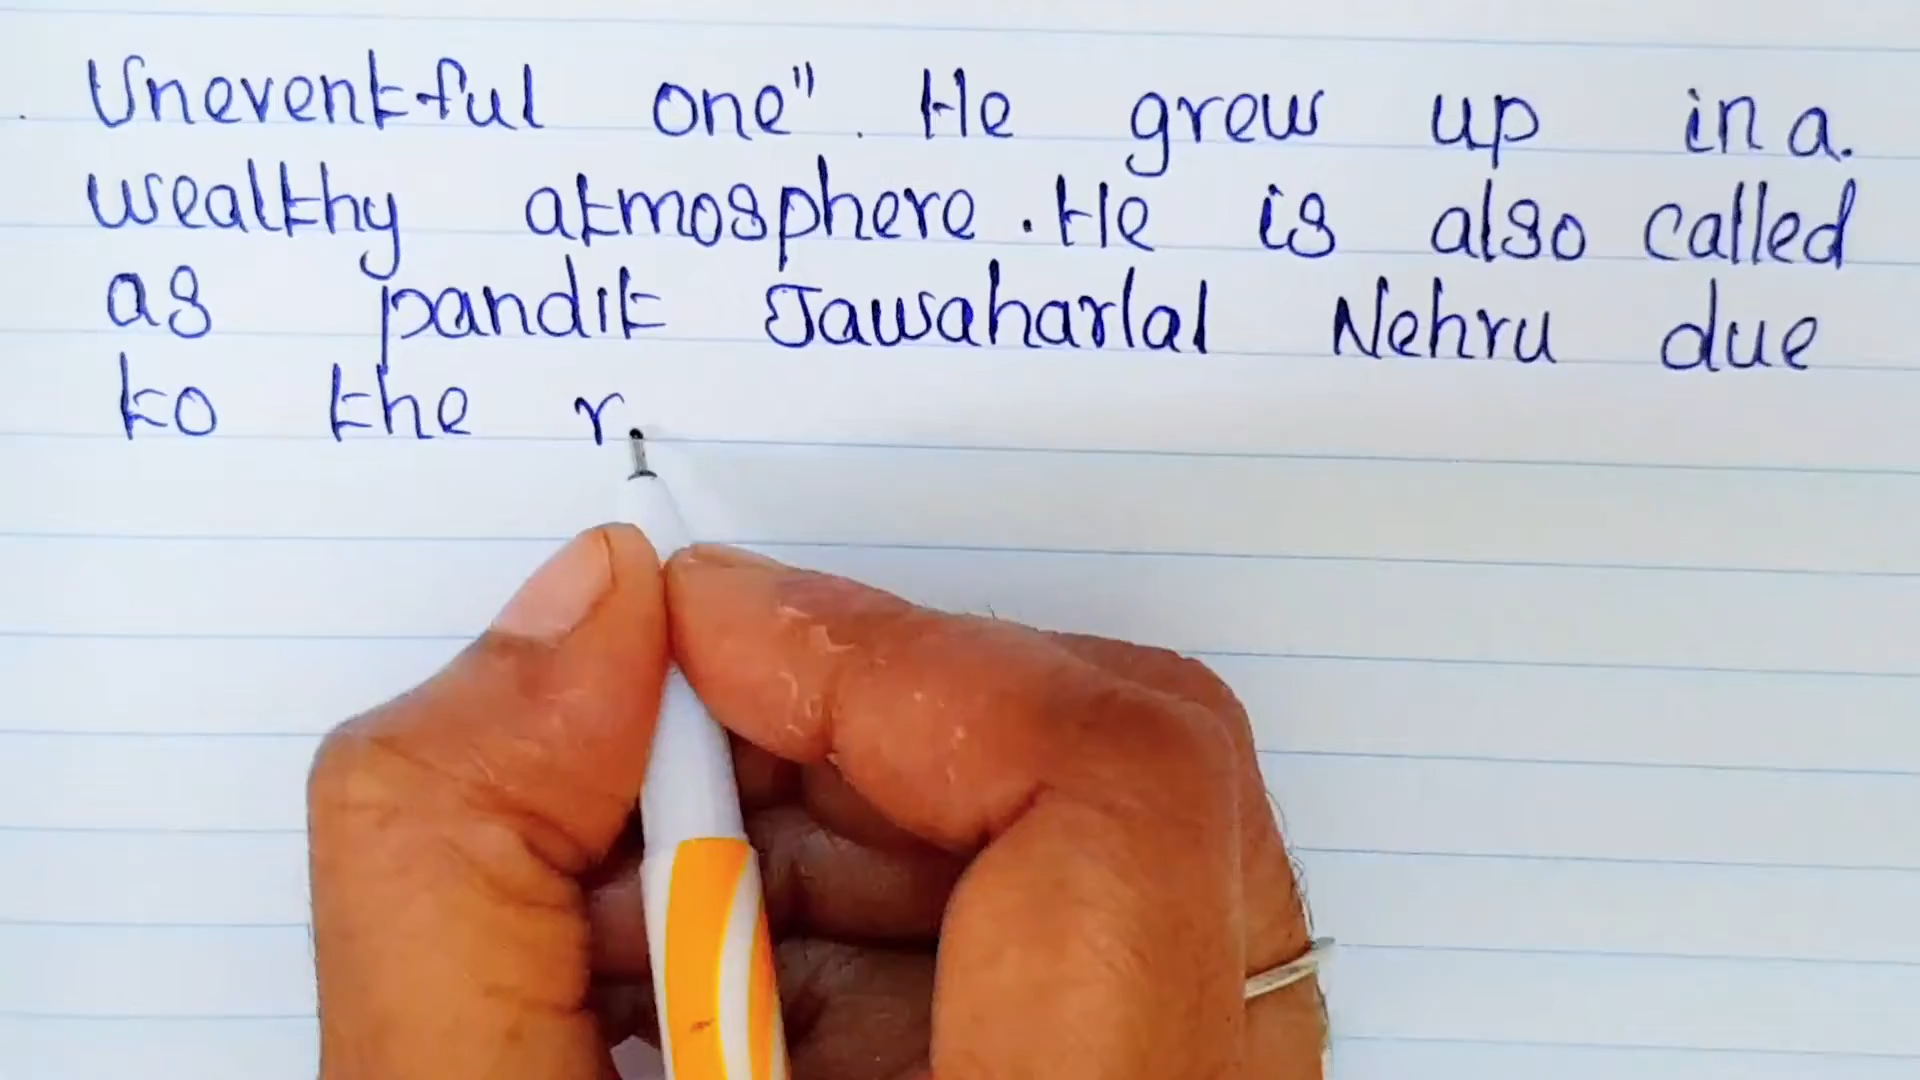 Uneventful one". He grew up in a.
wealthy atmosphere. He is also called
as pandit Jawaharlal Nehru due
to the r